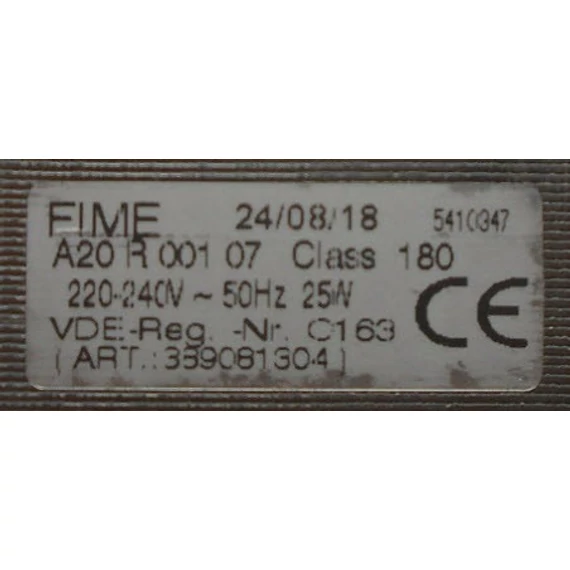 FIME 24/08/18 5410347
A20 R 001 07 Class 180
220-240V ~ 50Hz 25W
VDE-Reg. -Nr. C163
(ART.: 389081304)
CE